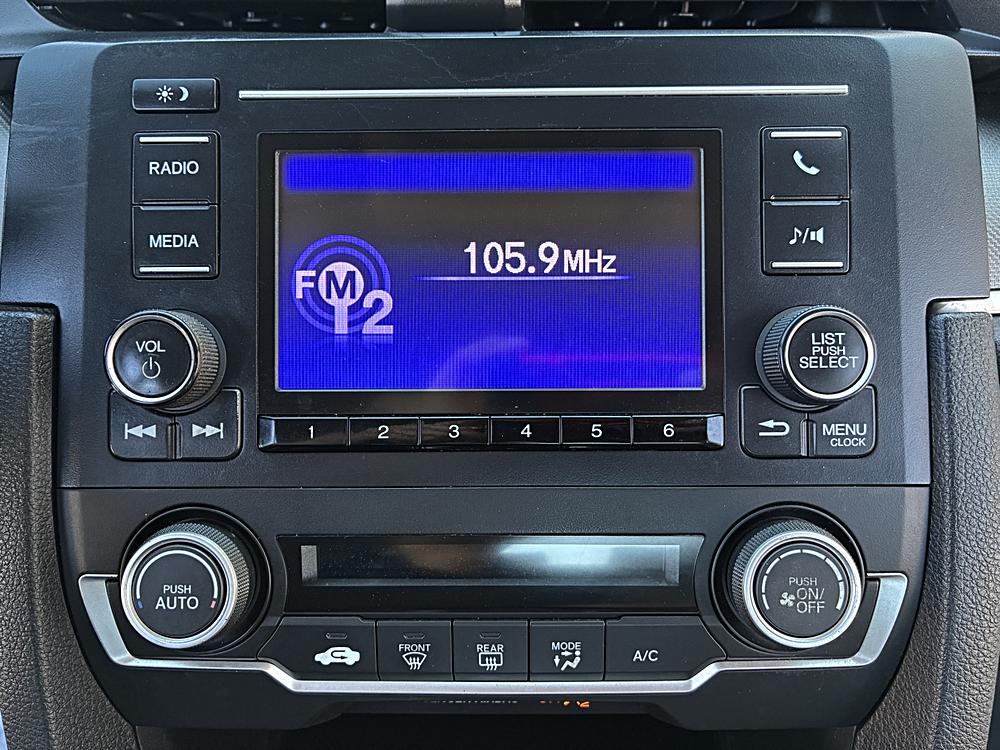 RADIO
MEDIA
105.9MHz
FM2
VOL
LIST
PUSH
SELECT
1 2 3 4 5 6
MENU
CLOCK
PUSH
AUTO
PUSH
ON/
OFF
FRONT
REAR
MODE
A/C